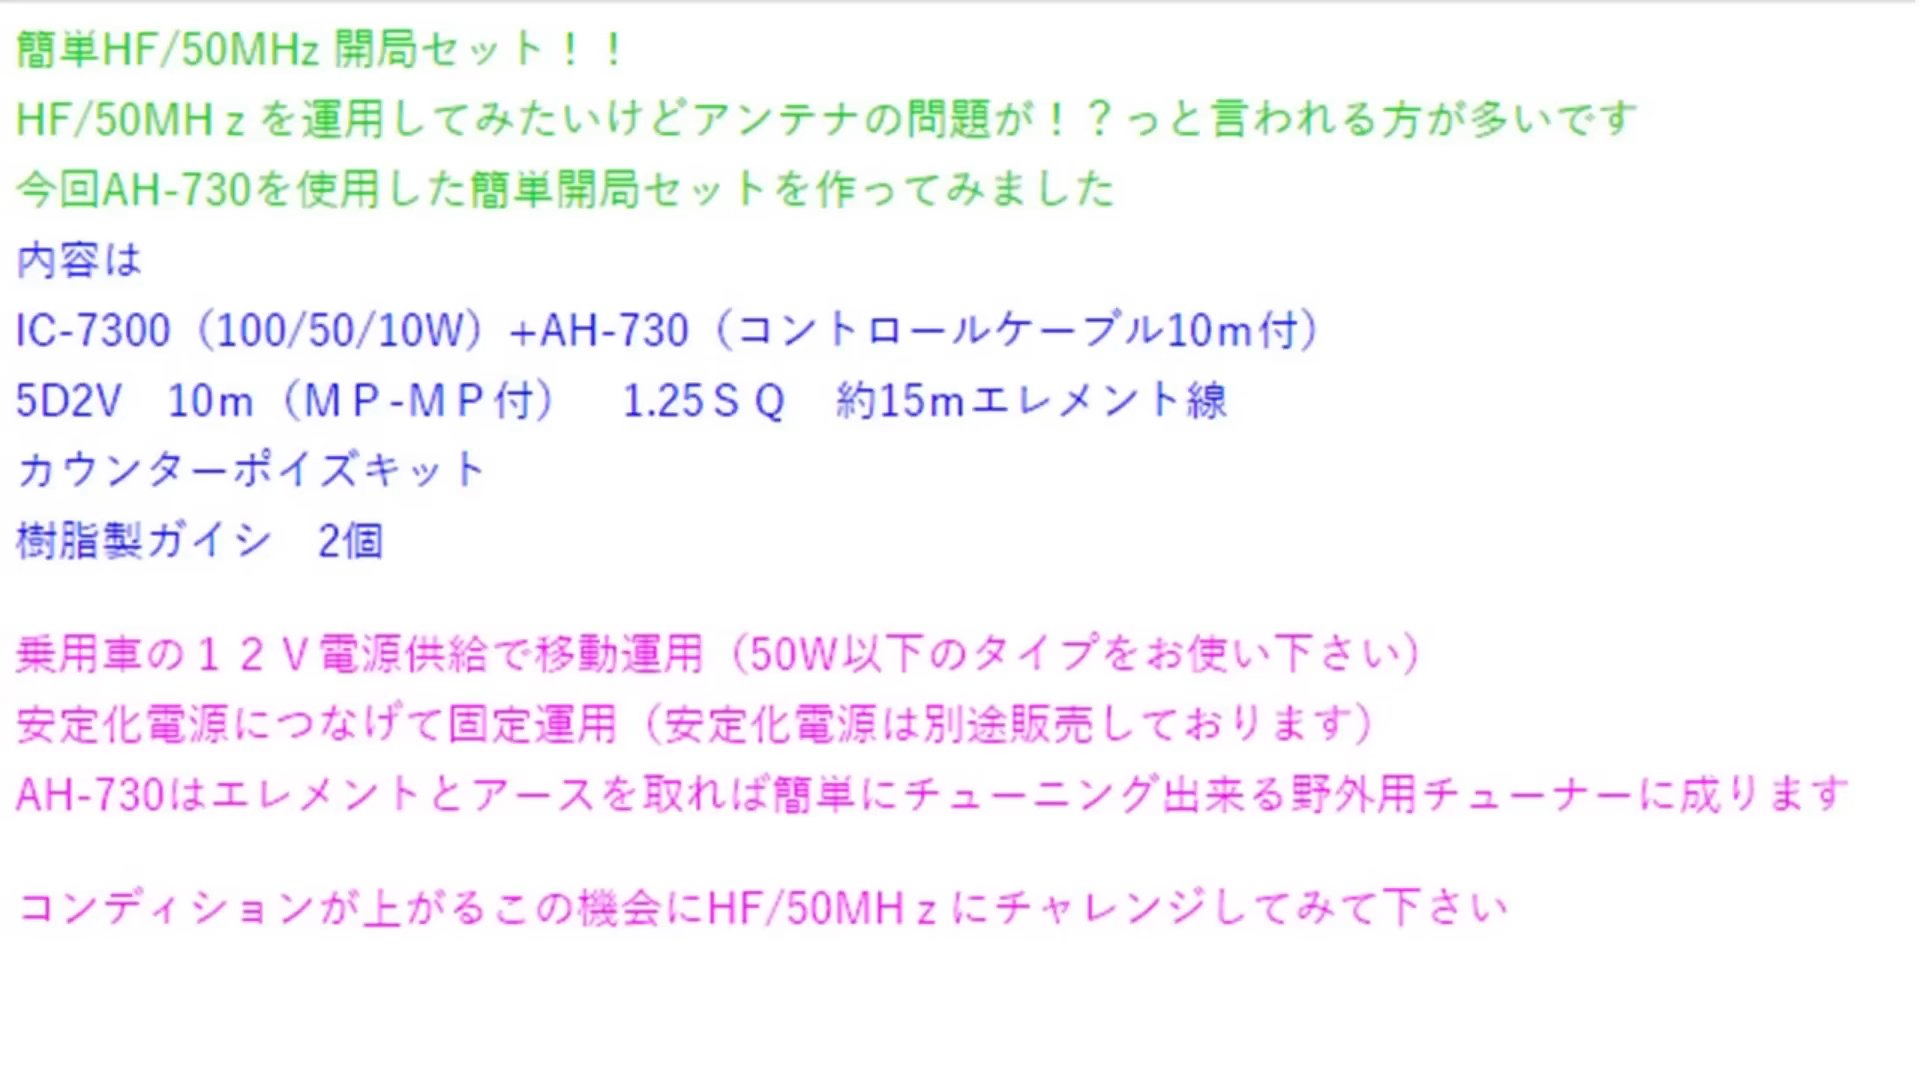 簡単HF/50MHz 開局セット！！
HF/50MHｚを運用してみたいけどアンテナの問題が！？っと言われる方が多いです
今回AH-730を使用した簡単開局セットを作ってみました
内容は
IC-7300（100/50/10W）+AH-730（コントロールケーブル10ｍ付）
5D2V　10ｍ（ＭＰ-ＭＰ付）　1.25ＳＱ　約15ｍエレメント線
カウンターポイズキット
樹脂製ガイシ　2個
乗用車の１２Ｖ電源供給で移動運用（50W以下のタイプをお使い下さい）
安定化電源につなげて固定運用（安定化電源は別途販売しております）
AH-730はエレメントとアースを取れば簡単にチューニング出来る野外用チューナーに成ります
コンディションが上がるこの機会にHF/50MHｚにチャレンジしてみて下さい